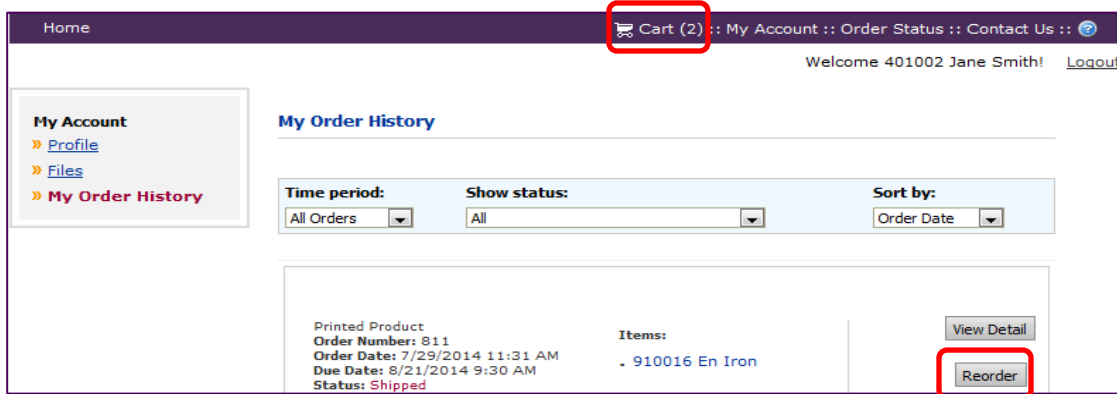 Home Cart (2) :: My Account :: Order Status :: Contact Us ::
Welcome 401002 Jane Smith! Logout
My Account
» Profile
» Files
» My Order History
My Order History
Time period: Show status: Sort by:
All Orders All Order Date
Printed Product
Order Number: 811
Order Date: 7/29/2014 11:31 AM
Due Date: 8/21/2014 9:30 AM
Status: Shipped
Items:
. 910016 En Iron
View Detail
Reorder